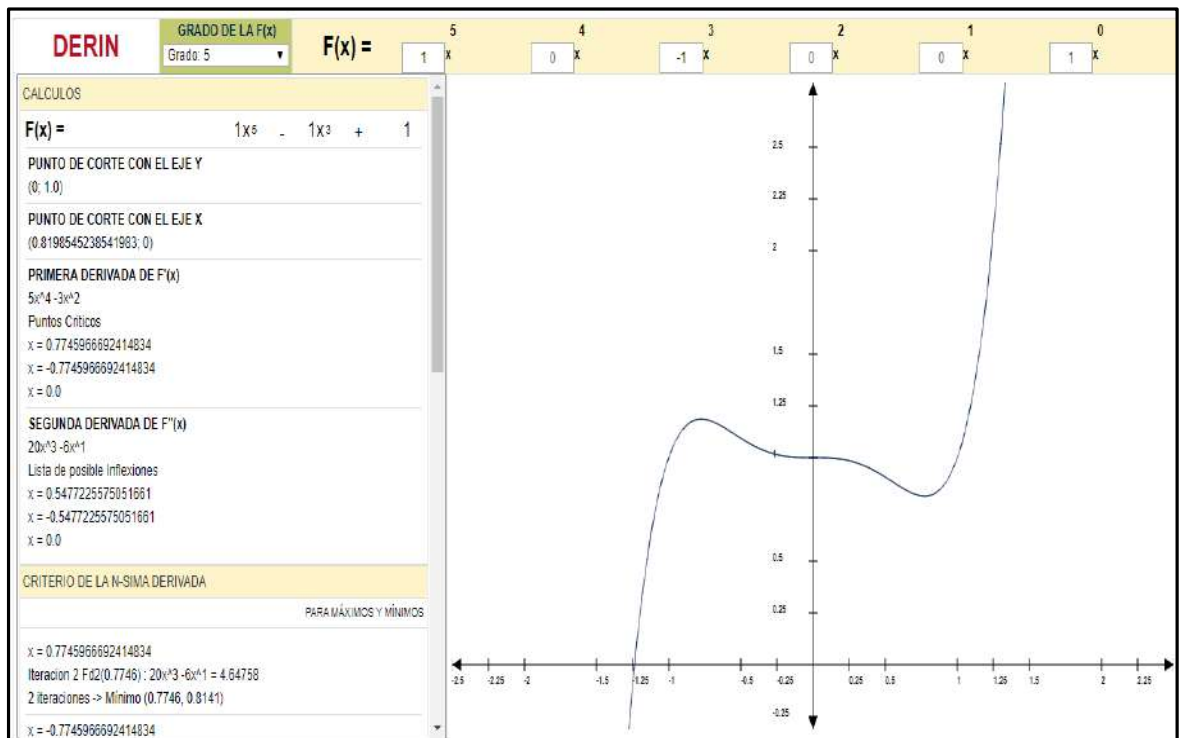 DERIN
GRADO DE LA F(x)
Grado: 5
F(x) =
5 4 3 2 1 0
1 x 0 x -1 x 0 x 0 x 1 x
CALCULOS
F(x) = 1x5 - 1x3 + 1
PUNTO DE CORTE CON EL EJE Y
(0; 1.0)
PUNTO DE CORTE CON EL EJE X
(0.8198545238541983; 0)
PRIMERA DERIVADA DE F'(x)
5x^4 -3x^2
Puntos Criticos
x = 0.7745966692414834
x = -0.7745966692414834
x = 0.0
SEGUNDA DERIVADA DE F''(x)
20x^3 -6x^1
Lista de posible Inflexiones
x = 0.5477225575051661
x = -0.5477225575051661
x = 0.0
CRITERIO DE LA N-SIMA DERIVADA
PARA MÁXIMOS Y MÍNIMOS
x = 0.7745966692414834
Iteracion 2 Fd2(0.7746) : 20x^3 -6x^1 = 4.64758
2 iteraciones -> Mínimo (0.7746, 0.8141)
x = -0.7745966692414834
2.5
2.25
2
1.5
1.25
0.5
0.25
-2.5 -2.25 -2 -1.5 -1.25 -1 -0.5 -0.25 0.25 0.5 1 1.25 1.5 2 2.25
-0.25